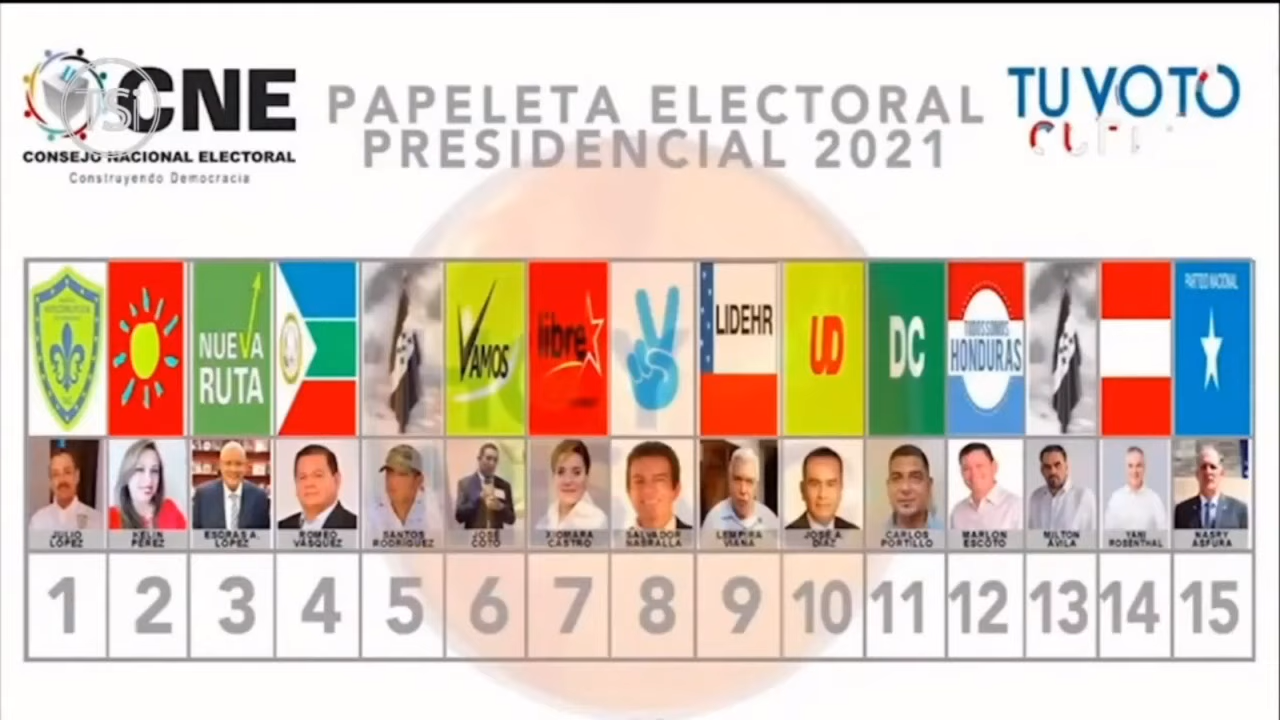 CNE
CONSEJO NACIONAL ELECTORAL
Construyendo Democracia
TSi
PAPELETA ELECTORAL
PRESIDENCIAL 2021
TU VOTO
NUEVA
RUTA
VAMOS
libre
LIDEHR
UD
DC
TODOS SOMOS
HONDURAS
PARTIDO NACIONAL
JULIO
LOPEZ
KELIN
PEREZ
ESDRAS A.
LOPEZ
ROMEO
VASQUEZ
SANTOS
RODRIGUEZ
JOSE
COTO
XIOMARA
CASTRO
SALVADOR
NASRALLA
LEMPIRA
VIANA
JOSE A.
DIAZ
CARLOS
PORTILLO
MARLON
ESCOTO
MILTON
AVILA
YANI
ROSENTHAL
NASRY
ASFURA
1 2 3 4 5 6 7 8 9 10 11 12 13 14 15